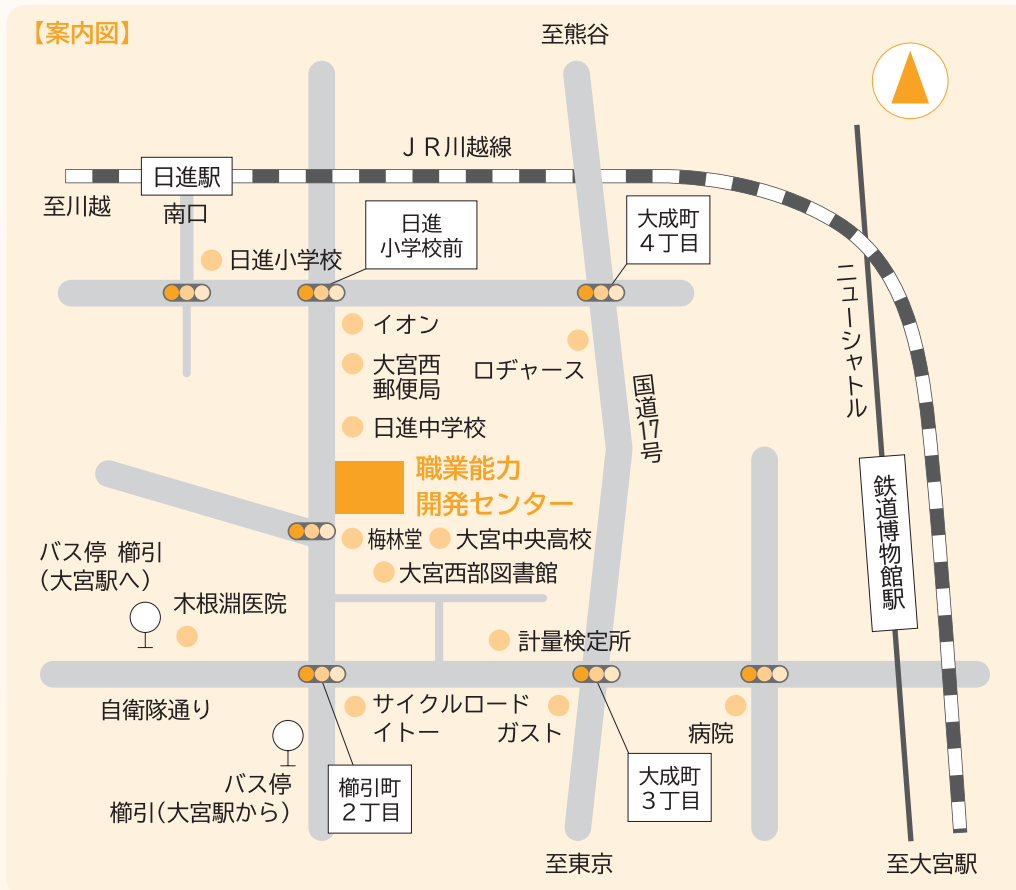 【案内図】
至熊谷
ＪＲ川越線
日進駅
至川越
南口
日進
小学校前
大成町
４丁目
日進小学校
ニューシャトル
イオン
大宮西
郵便局
ロヂャース
国道17号
日進中学校
職業能力
開発センター
鉄道博物館駅
梅林堂
大宮中央高校
大宮西部図書館
バス停 櫛引
（大宮駅へ）
木根淵医院
計量検定所
自衛隊通り
サイクルロード
イトー
ガスト
病院
バス停
櫛引（大宮駅から）
櫛引町
２丁目
大成町
３丁目
至東京
至大宮駅